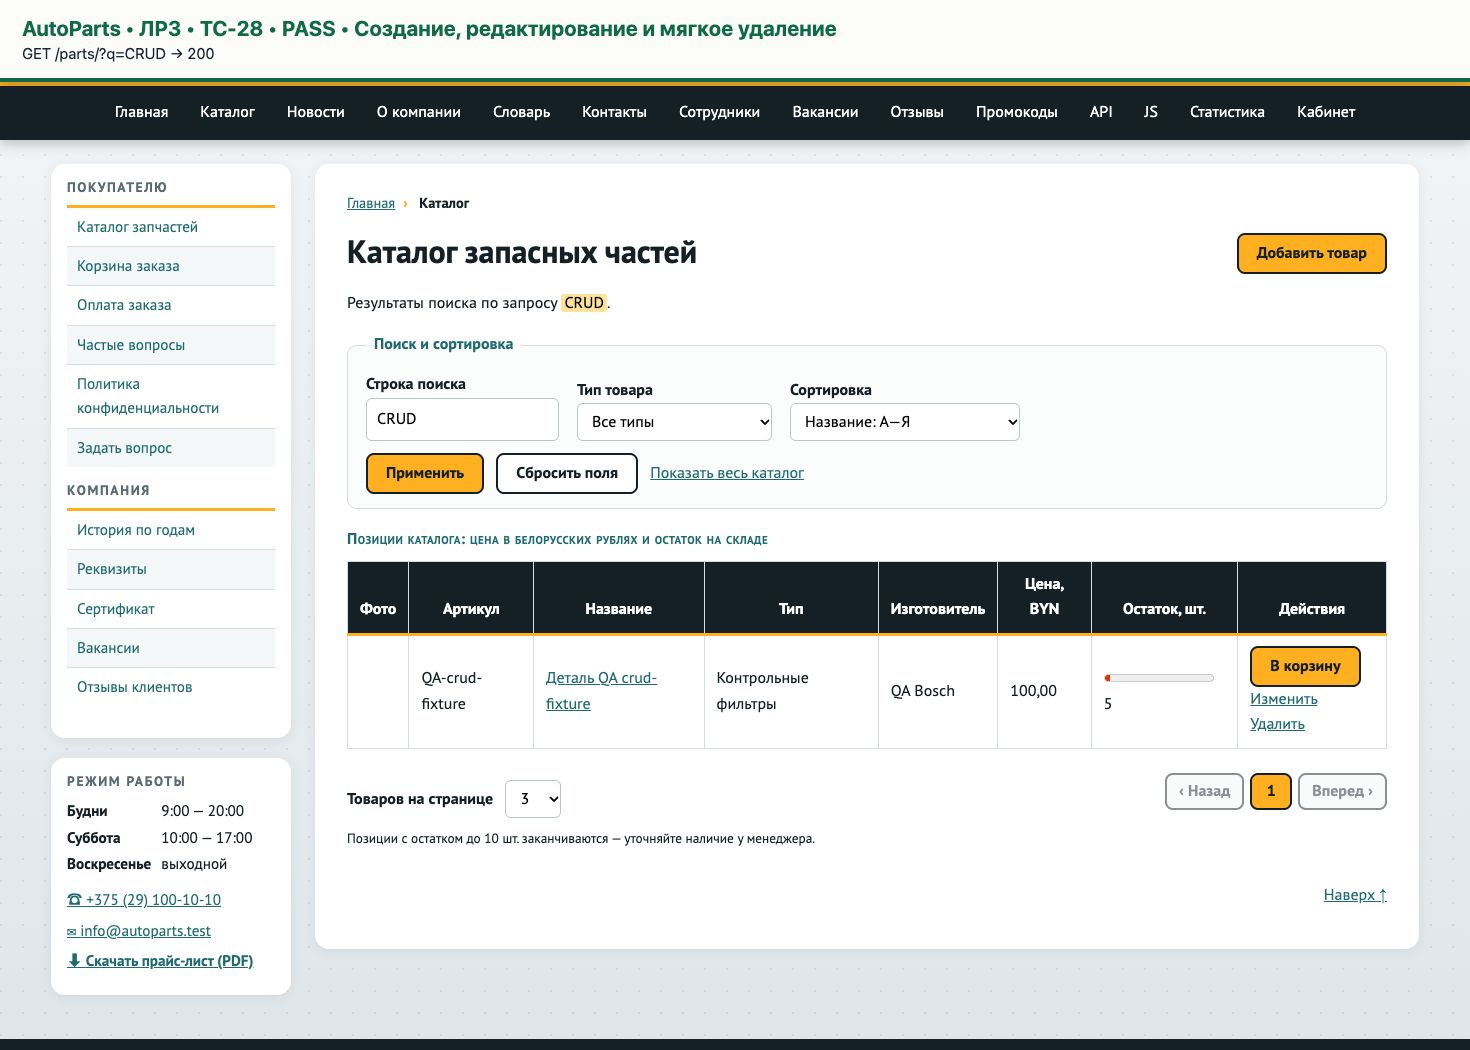 AutoParts • ЛР3 • ТС-28 • PASS • Создание, редактирование и мягкое удаление
GET /parts/?q=CRUD → 200
Главная Каталог Новости О компании Словарь Контакты Сотрудники Вакансии Отзывы Промокоды API JS Статистика Кабинет
ПОКУПАТЕЛЮ
Каталог запчастей
Корзина заказа
Оплата заказа
Частые вопросы
Политика
конфиденциальности
Задать вопрос
КОМПАНИЯ
История по годам
Реквизиты
Сертификат
Вакансии
Отзывы клиентов
РЕЖИМ РАБОТЫ
Будни 9:00 — 20:00
Суббота 10:00 — 17:00
Воскресенье выходной
☎ +375 (29) 100-10-10
✉ info@autoparts.test
⬇ Скачать прайс-лист (PDF)
Главная › Каталог
Каталог запасных частей
Добавить товар
Результаты поиска по запросу CRUD.
Поиск и сортировка
Строка поиска Тип товара Сортировка
CRUD Все типы Название: А—Я
Применить Сбросить поля Показать весь каталог
Позиции каталога: цена в белорусских рублях и остаток на складе
Фото Артикул Название Тип Изготовитель Цена, BYN Остаток, шт. Действия
QA-crud-fixture Деталь QA crud-fixture Контрольные фильтры QA Bosch 100,00 5 В корзину
Изменить
Удалить
Товаров на странице 3 ‹ Назад 1 Вперед ›
Позиции с остатком до 10 шт. заканчиваются — уточняйте наличие у менеджера.
Наверх ↑